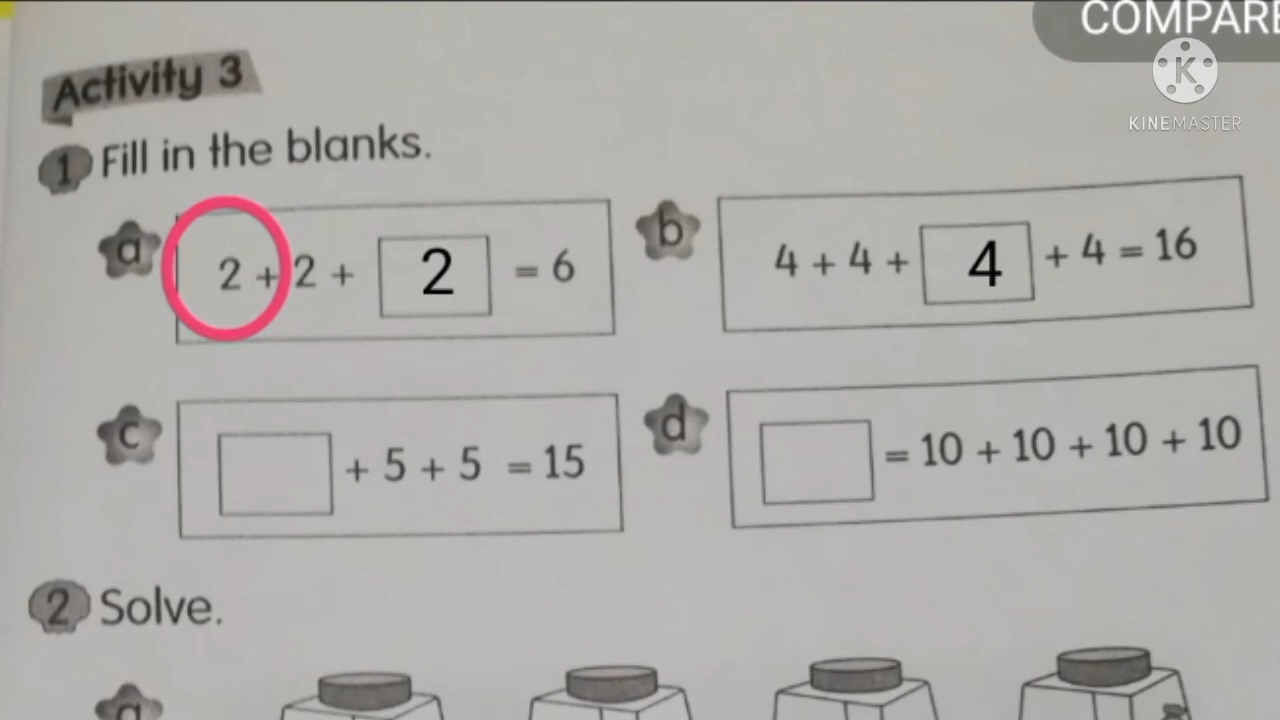 COMPARE
K
KINEMASTER
Activity 3
1 Fill in the blanks.
a 2 + 2 + 2 = 6
b 4 + 4 + 4 + 4 = 16
c + 5 + 5 = 15
d = 10 + 10 + 10 + 10
2 Solve.
a